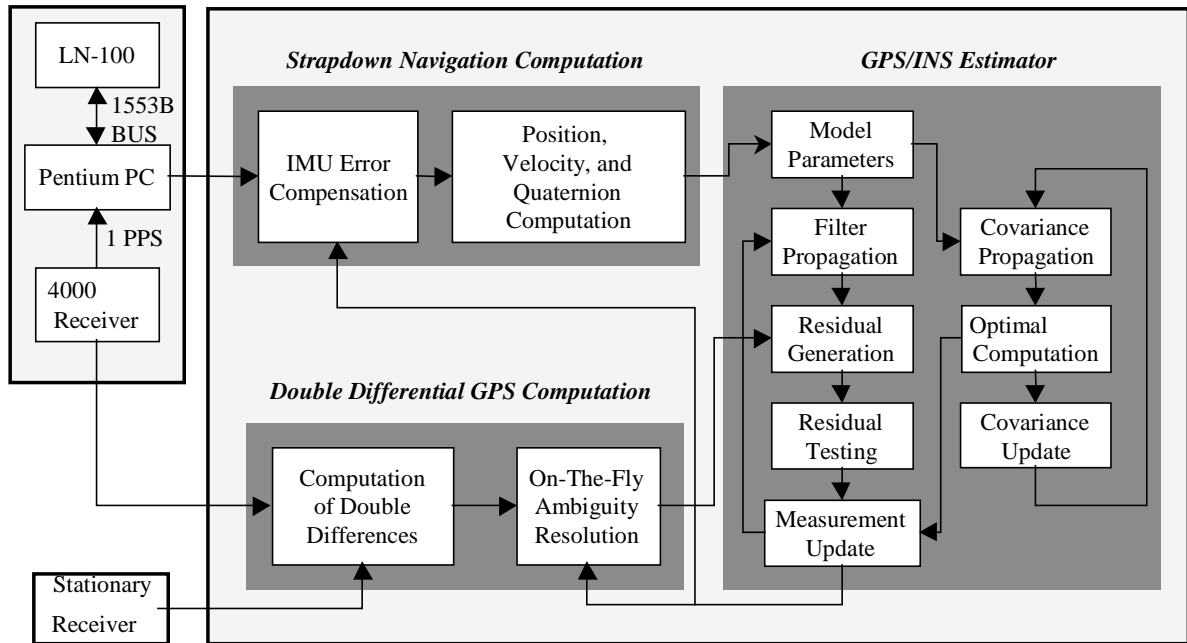 LN-100
1553B
BUS
Pentium PC
1 PPS
4000
Receiver
Stationary
Receiver
Strapdown Navigation Computation
IMU Error
Compensation
Position,
Velocity, and
Quaternion
Computation
Double Differential GPS Computation
Computation
of Double
Differences
On-The-Fly
Ambiguity
Resolution
GPS/INS Estimator
Model
Parameters
Filter
Propagation
Residual
Generation
Residual
Testing
Measurement
Update
Covariance
Propagation
Optimal
Computation
Covariance
Update